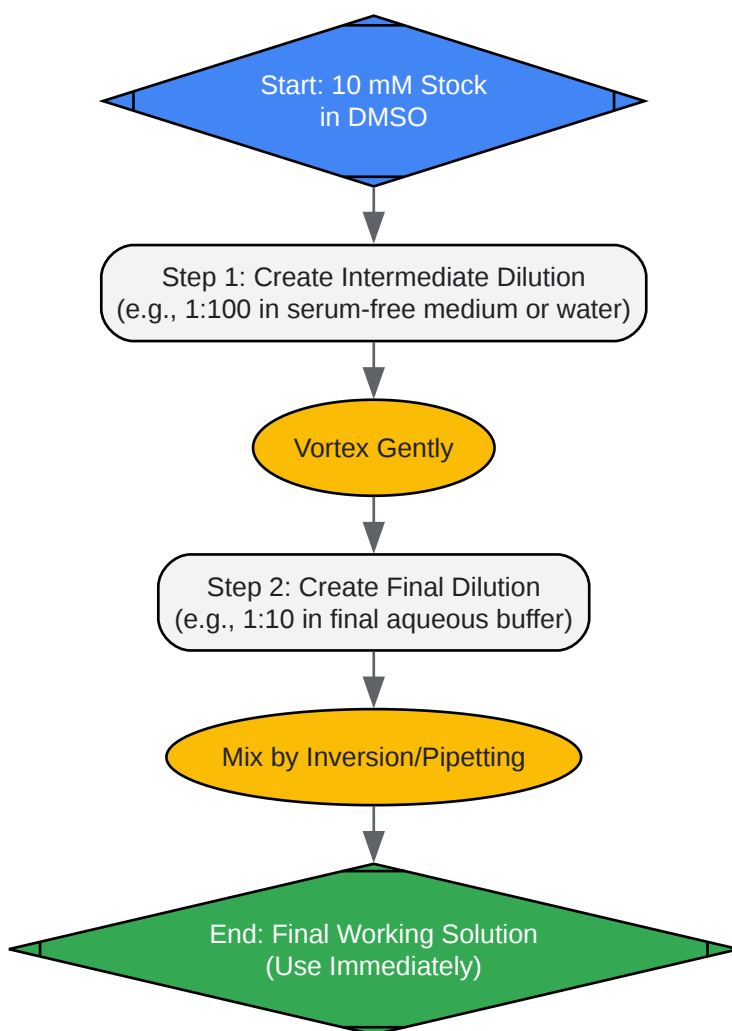 Start: 10 mM Stock
in DMSO
Step 1: Create Intermediate Dilution
(e.g., 1:100 in serum-free medium or water)
Vortex Gently
Step 2: Create Final Dilution
(e.g., 1:10 in final aqueous buffer)
Mix by Inversion/Pipetting
End: Final Working Solution
(Use Immediately)